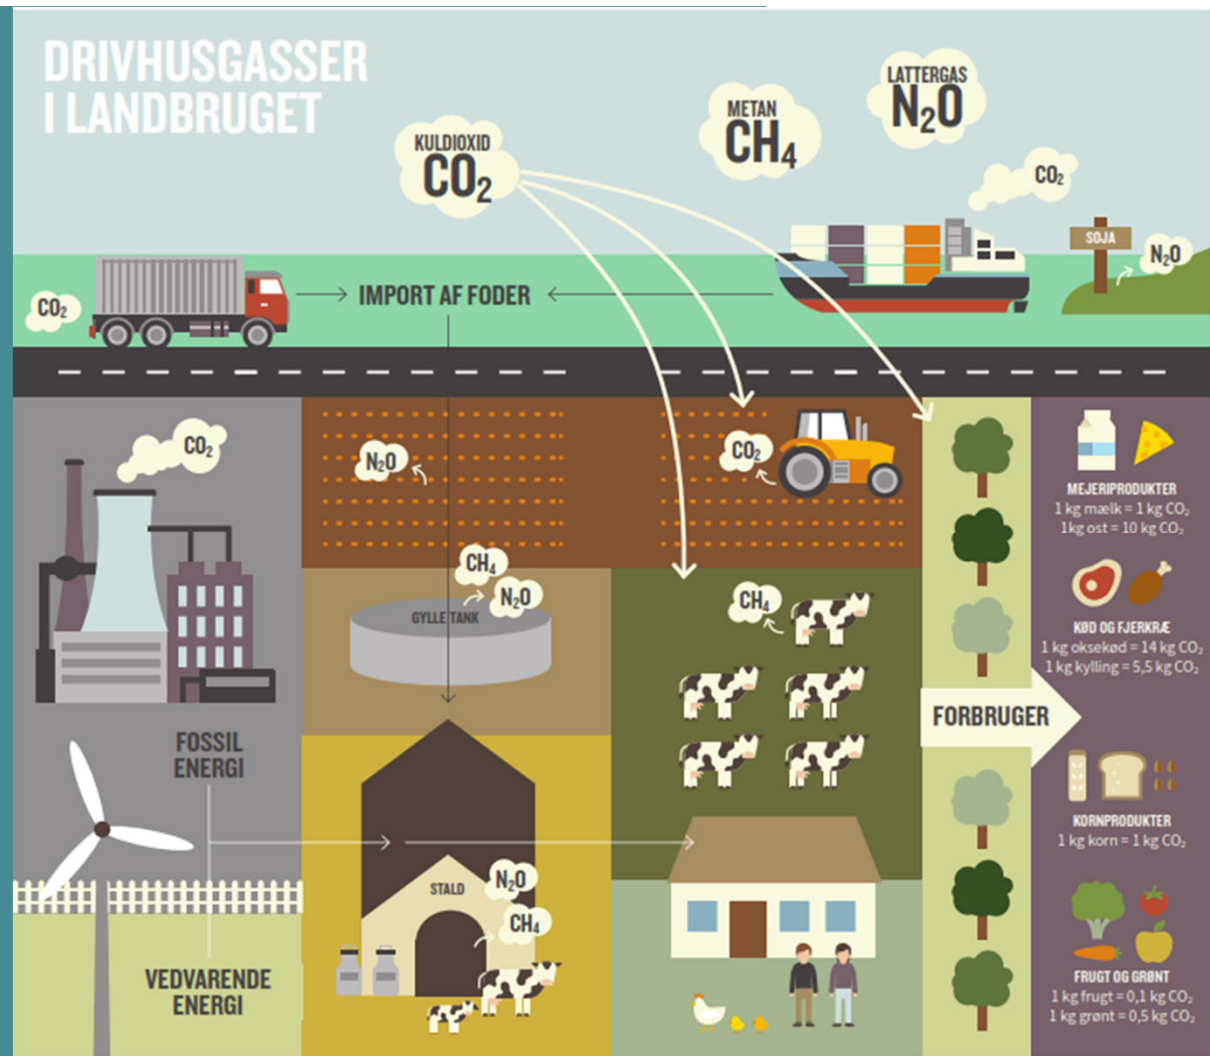 DRIVHUSGASSER
I LANDBRUGET
KULDIOXID
CO₂
METAN
CH₄
LATTERGAS
N₂O
CO₂
SOJA
N₂O
CO₂
IMPORT AF FODER
CO₂
N₂O
CO₂
CH₄
N₂O
GYLLETANK
CH₄
FOSSIL
ENERGI
VEDVARENDE
ENERGI
STALD
N₂O
CH₄
FORBRUGER
MEJERIPRODUKTER
1 kg mælk = 1 kg CO₂
1kg ost = 10 kg CO₂
KØD OG FJERKRÆ
1 kg oksekød = 14 kg CO₂
1 kg kylling = 5,5 kg CO₂
KORNPRODUKTER
1 kg korn = 1 kg CO₂
FRUGT OG GRØNT
1 kg frugt = 0,1 kg CO₂
1 kg grønt = 0,5 kg CO₂